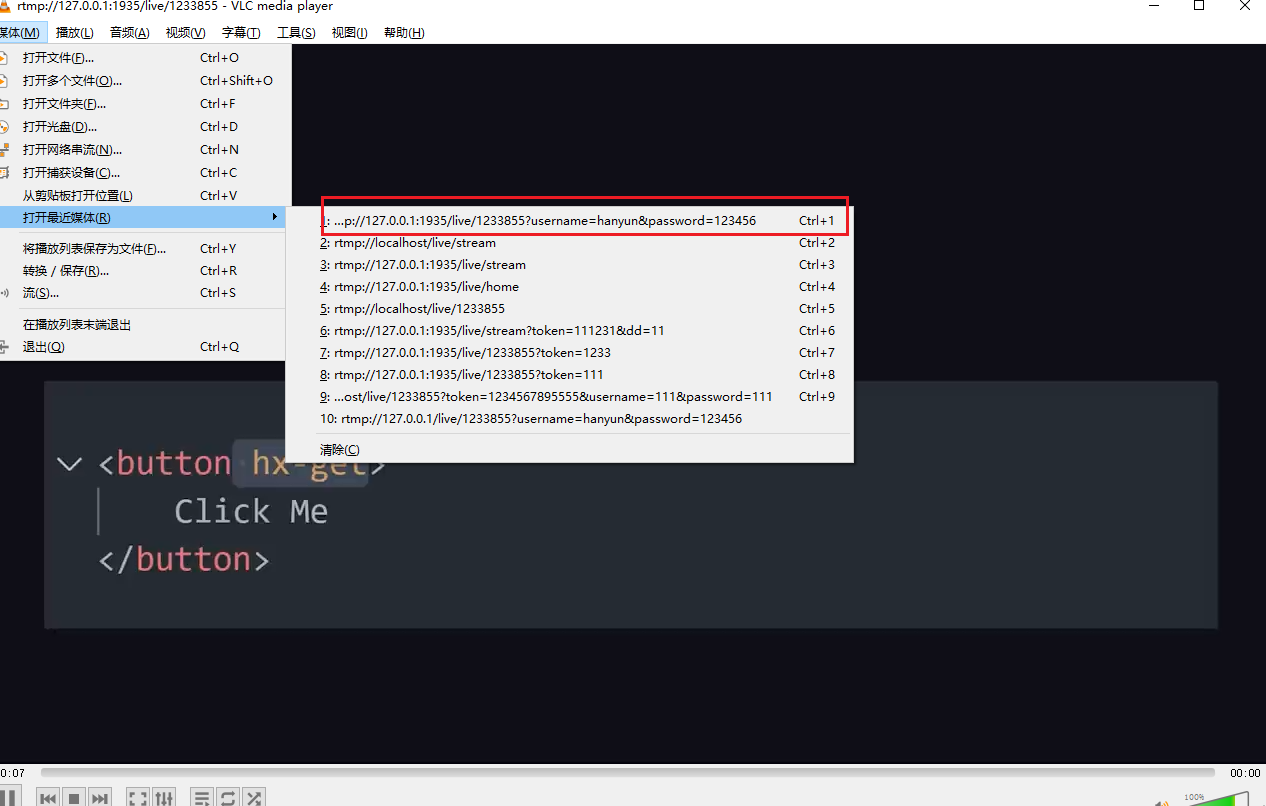 rtmp://127.0.0.1:1935/live/1233855 - VLC media player
媒体(M) 播放(L) 音频(A) 视频(V) 字幕(T) 工具(S) 视图(I) 帮助(H)
打开文件(F)... Ctrl+O
打开多个文件(O)... Ctrl+Shift+O
打开文件夹(F)... Ctrl+F
打开光盘(D)... Ctrl+D
打开网络串流(N)... Ctrl+N
打开捕获设备(C)... Ctrl+C
从剪贴板打开位置(L) Ctrl+V
打开最近媒体(R)
将播放列表保存为文件(F)... Ctrl+Y
转换 / 保存(R)... Ctrl+R
流(S)... Ctrl+S
在播放列表末端退出
退出(Q) Ctrl+Q
1: ...p://127.0.0.1:1935/live/1233855?username=hanyun&password=123456 Ctrl+1
2: rtmp://localhost/live/stream Ctrl+2
3: rtmp://127.0.0.1:1935/live/stream Ctrl+3
4: rtmp://127.0.0.1:1935/live/home Ctrl+4
5: rtmp://localhost/live/1233855 Ctrl+5
6: rtmp://127.0.0.1:1935/live/stream?token=111231&dd=11 Ctrl+6
7: rtmp://127.0.0.1:1935/live/1233855?token=1233 Ctrl+7
8: rtmp://127.0.0.1:1935/live/1233855?token=111 Ctrl+8
9: ...ost/live/1233855?token=1234567895555&username=111&password=111 Ctrl+9
10: rtmp://127.0.0.1/live/1233855?username=hanyun&password=123456
清除(C)
<button hx-get>
Click Me
</button>
0:07 00:00
100%